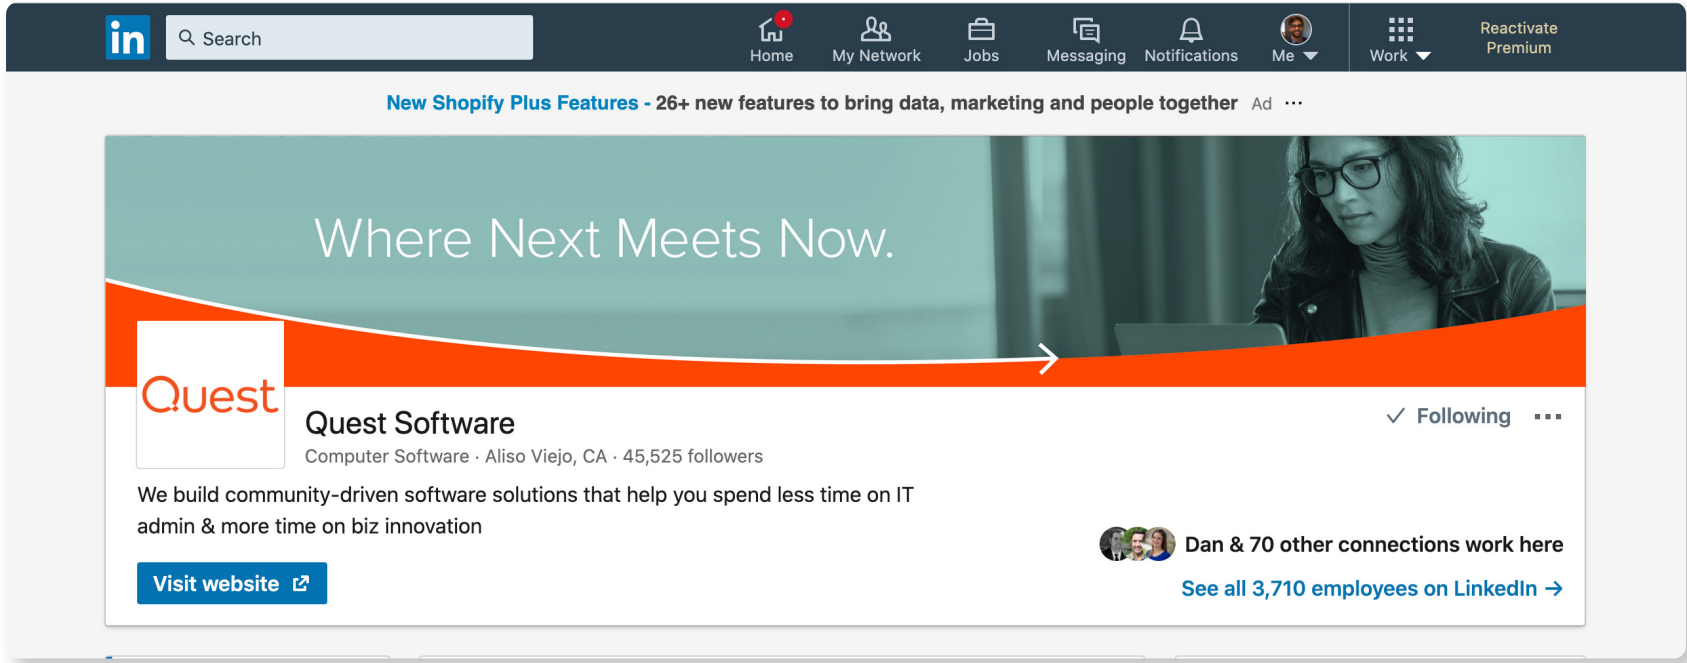 in
Search
Home
My Network
Jobs
Messaging
Notifications
Me
Work
Reactivate
Premium
New Shopify Plus Features - 26+ new features to bring data, marketing and people together Ad ···
Where Next Meets Now.
Quest
Quest Software
Following
Computer Software · Aliso Viejo, CA · 45,525 followers
We build community-driven software solutions that help you spend less time on IT
admin & more time on biz innovation
Dan & 70 other connections work here
Visit website
See all 3,710 employees on LinkedIn →